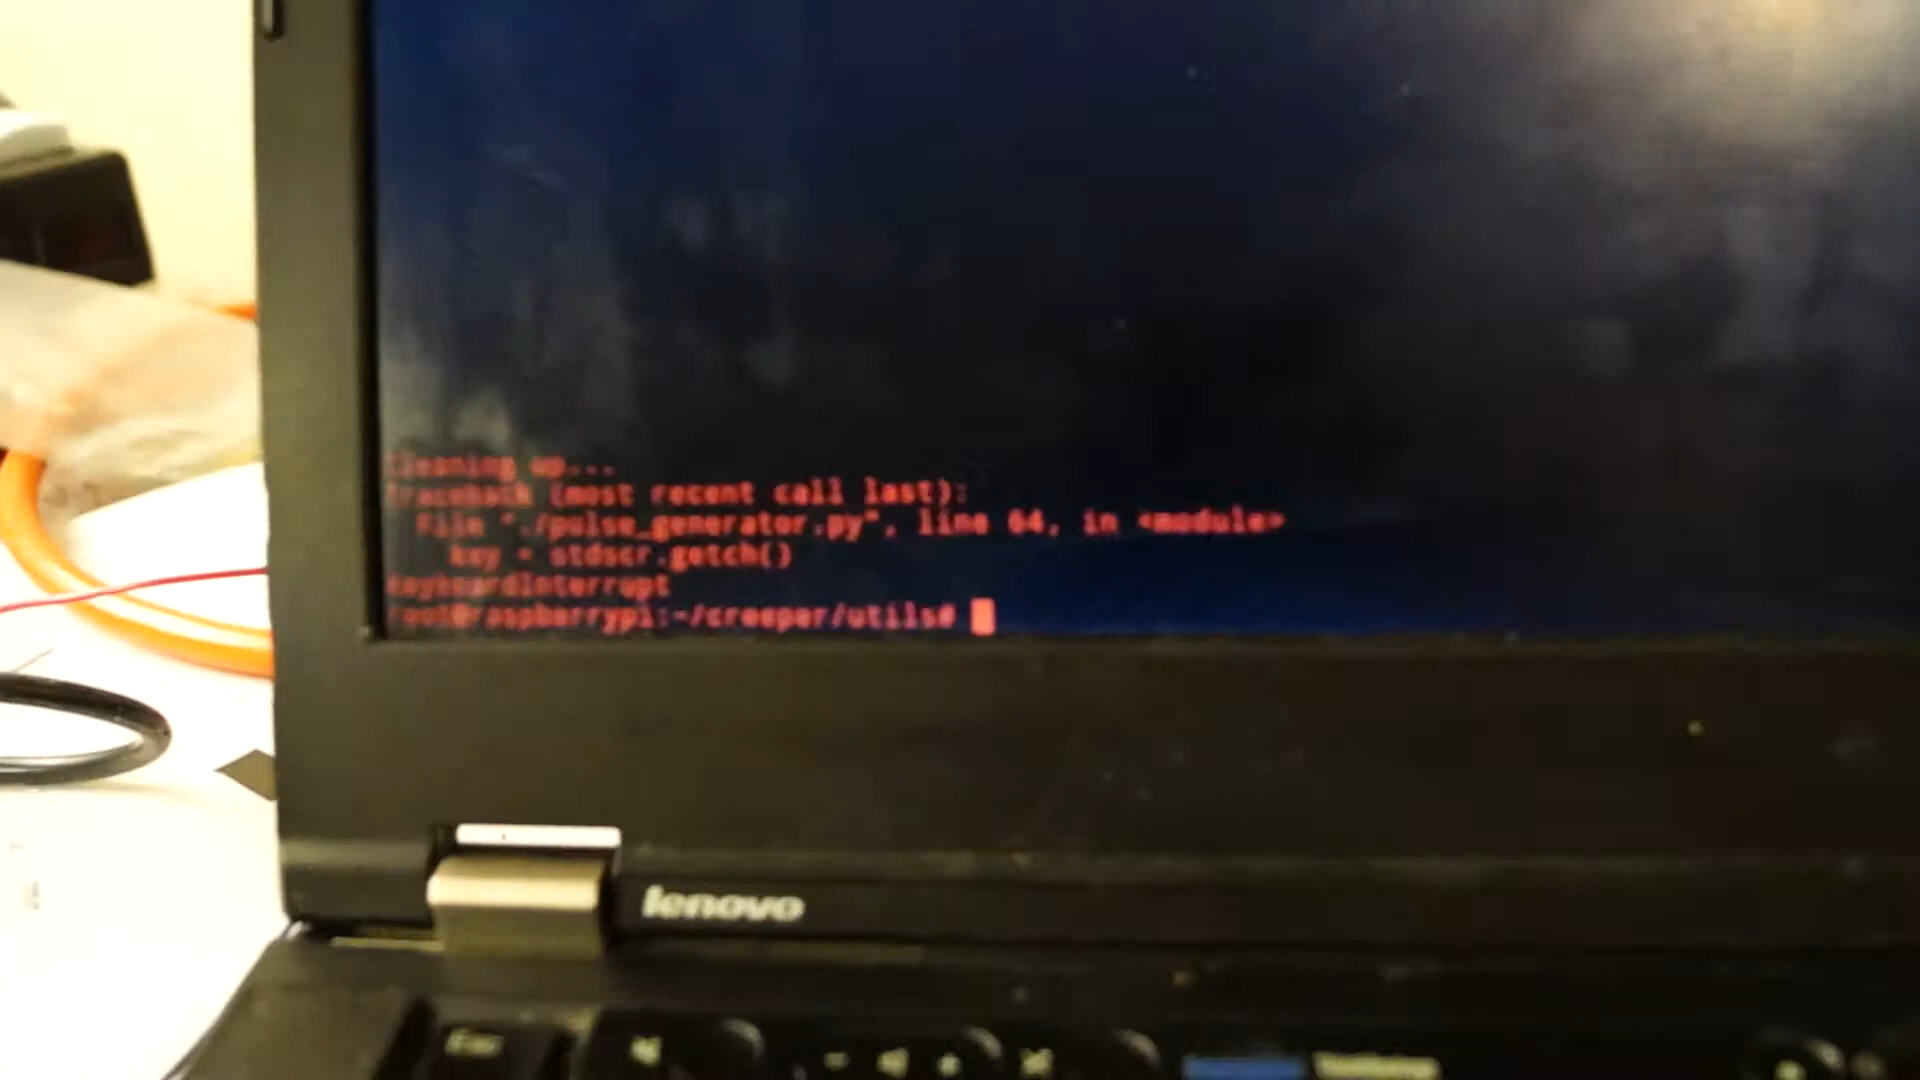 Cleaning up...
Traceback (most recent call last):
File "./pulse_generator.py", line 64, in <module>
key = stdscr.getch()
KeyboardInterrupt
root@raspberrypi:~/creeper/utils#
lenovo
Esc